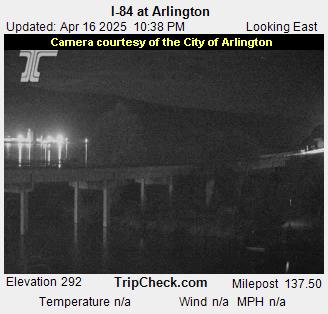 I-84 at Arlington
Updated: Apr 16 2025 10:38 PM Looking East
Camera courtesy of the City of Arlington
Elevation 292 TripCheck.com Milepost 137.50
Temperature n/a Wind n/a MPH n/a